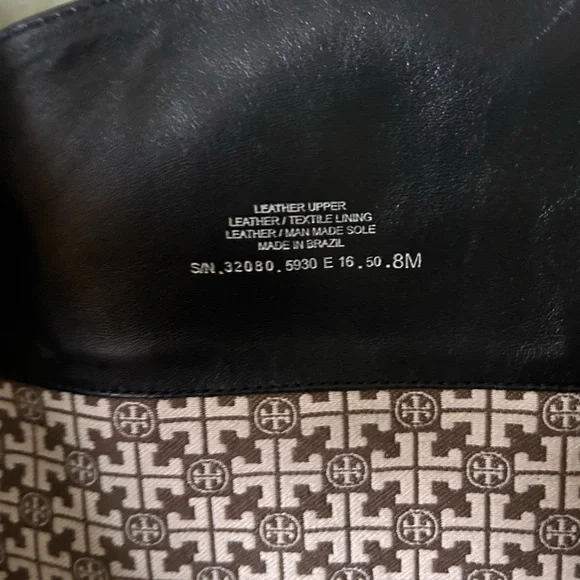 LEATHER UPPER
LEATHER / TEXTILE LINING
LEATHER / MAN MADE SOLE
MADE IN BRAZIL
S/N.32080.5930 E 16.50.8M